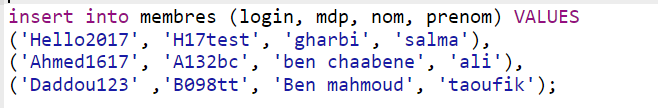 insert into membres (login, mdp, nom, prenom) VALUES
('Hello2017', 'H17test', 'gharbi', 'salma'),
('Ahmed1617', 'A132bc', 'ben chaabene', 'ali'),
('Daddou123' ,'B098tt', 'Ben mahmoud', 'taoufik');